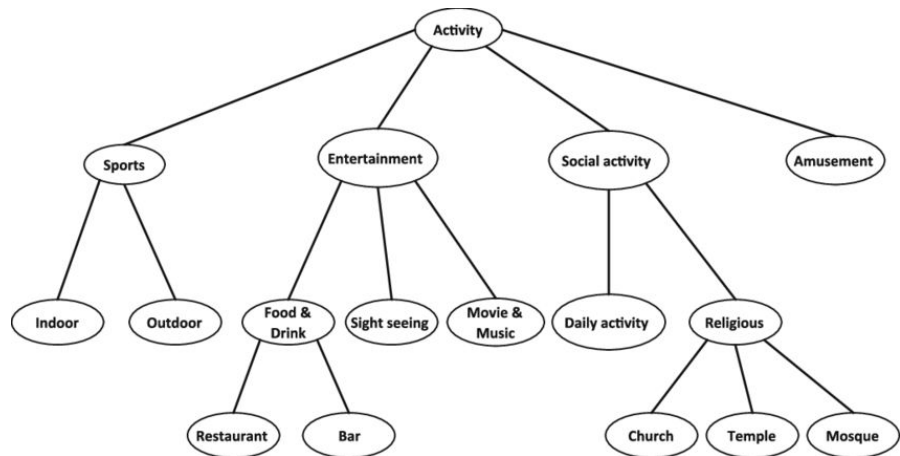 Activity
Sports
Entertainment
Social activity
Amusement
Indoor
Outdoor
Food &
Drink
Sight seeing
Movie &
Music
Daily activity
Religious
Restaurant
Bar
Church
Temple
Mosque